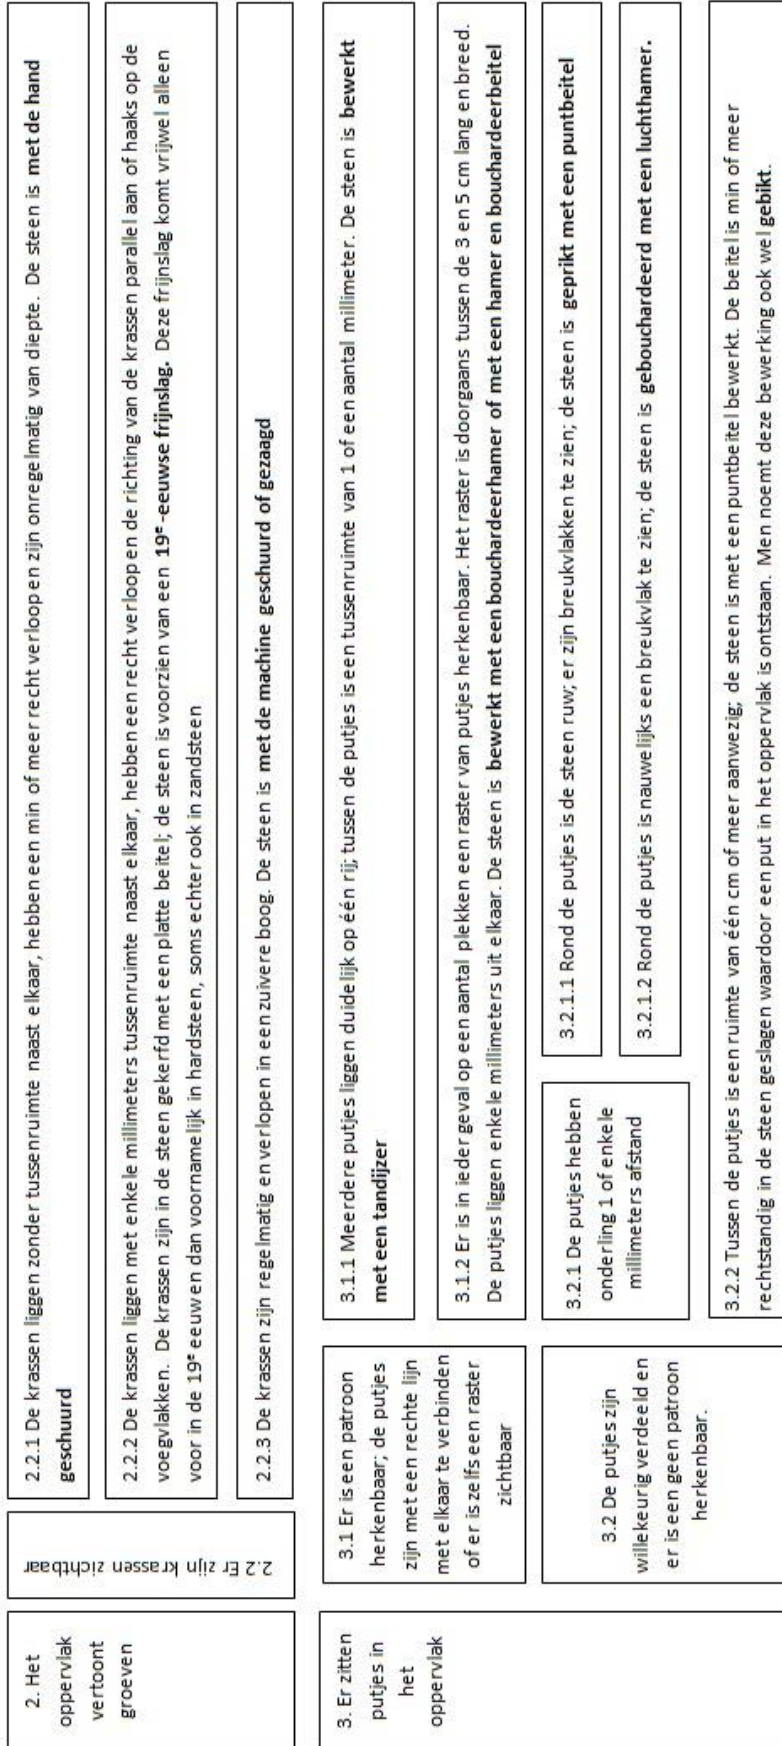 2. Het
oppervlak
vertoont
groeven
2.2 Er zijn krassen zichtbaar
2.2.1 De krassen liggen zonder tussenruimte naast elkaar, hebben een min of meer recht verloop en zijn onregelmatig van diepte. De steen is met de hand
geschuurd
2.2.2 De krassen liggen met enkele millimeters tussenruimte naast elkaar, hebben een recht verloop en de richting van de krassen parallel aan of haaks op de
voegvlakken. De krassen zijn in de steen gekerfd met een platte beitel; de steen is voorzien van een 19e-eeuwse frijnslag. Deze frijnslag komt vrijwel alleen
voor in de 19e eeuw en dan voornamelijk in hardsteen, soms echter ook in zandsteen
2.2.3 De krassen zijn regelmatig en verlopen in een zuivere boog. De steen is met de machine geschuurd of gezaagd
3. Er zitten
putjes in
het
oppervlak
3.1 Er is een patroon
herkenbaar; de putjes
zijn met een rechte lijn
met elkaar te verbinden
of er is zelfs een raster
zichtbaar
3.1.1 Meerdere putjes liggen duidelijk op één rij; tussen de putjes is een tussenruimte van 1 of een aantal millimeter. De steen is bewerkt
met een tandijzer
3.1.2 Er is in ieder geval op een aantal plekken een raster van putjes herkenbaar. Het raster is doorgaans tussen de 3 en 5 cm lang en breed.
De putjes liggen enkele millimeters uit elkaar. De steen is bewerkt met een bouchardeerhamer of met een hamer en bouchardeerbeitel
3.2 De putjes zijn
willekeurig verdeeld en
er is een geen patroon
herkenbaar.
3.2.1 De putjes hebben
onderling 1 of enkele
millimeters afstand
3.2.1.1 Rond de putjes is de steen ruw; er zijn breukvlakken te zien; de steen is geprikt met een puntbeitel
3.2.1.2 Rond de putjes is nauwelijks een breukvlak te zien; de steen is gebouchardeerd met een luchthamer.
3.2.2 Tussen de putjes is een ruimte van één cm of meer aanwezig; de steen is met een puntbeitel bewerkt. De beitel is min of meer
rechtstandig in de steen geslagen waardoor een put in het oppervlak is ontstaan. Men noemt deze bewerking ook wel gebikt.